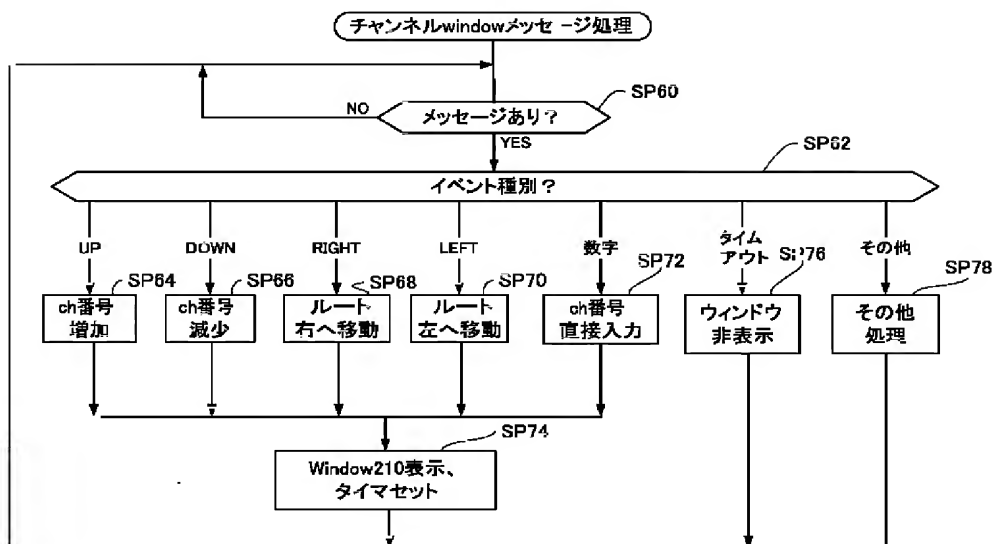 チャンネルwindowメッセージ処理
SP60
NO
メッセージあり?
YES
SP62
イベント種別?
UP
DOWN
RIGHT
LEFT
数字
タイム
アウト
その他
SP64
SP66
SP68
SP70
SP72
SP76
SP78
ch番号
増加
ch番号
減少
ルート
右へ移動
ルート
左へ移動
ch番号
直接入力
ウィンドウ
非表示
その他
処理
SP74
Window210表示、
タイマセット